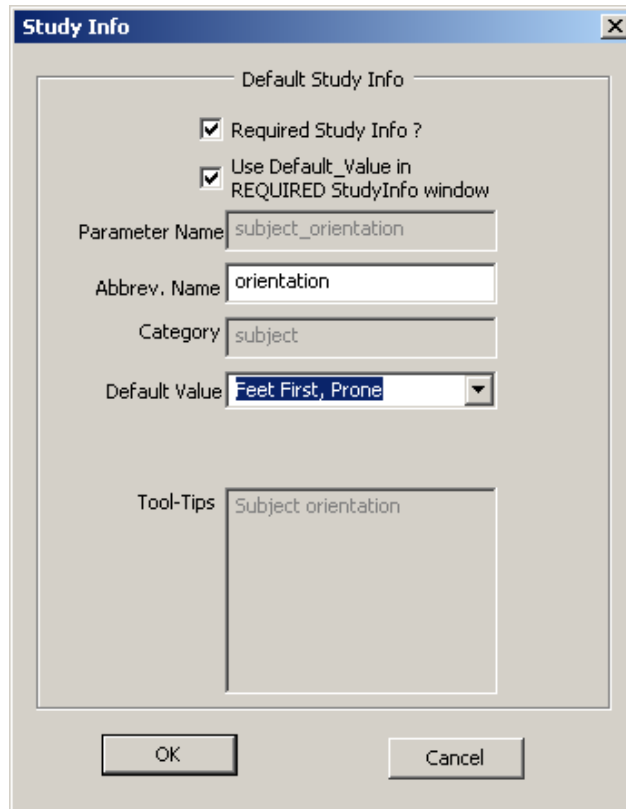 Study Info
Default Study Info
Required Study Info ?
Use Default_Value in
REQUIRED StudyInfo window
Parameter Name subject_orientation
Abbrev. Name orientation
Category subject
Default Value Feet First, Prone
Tool-Tips Subject orientation
OK Cancel